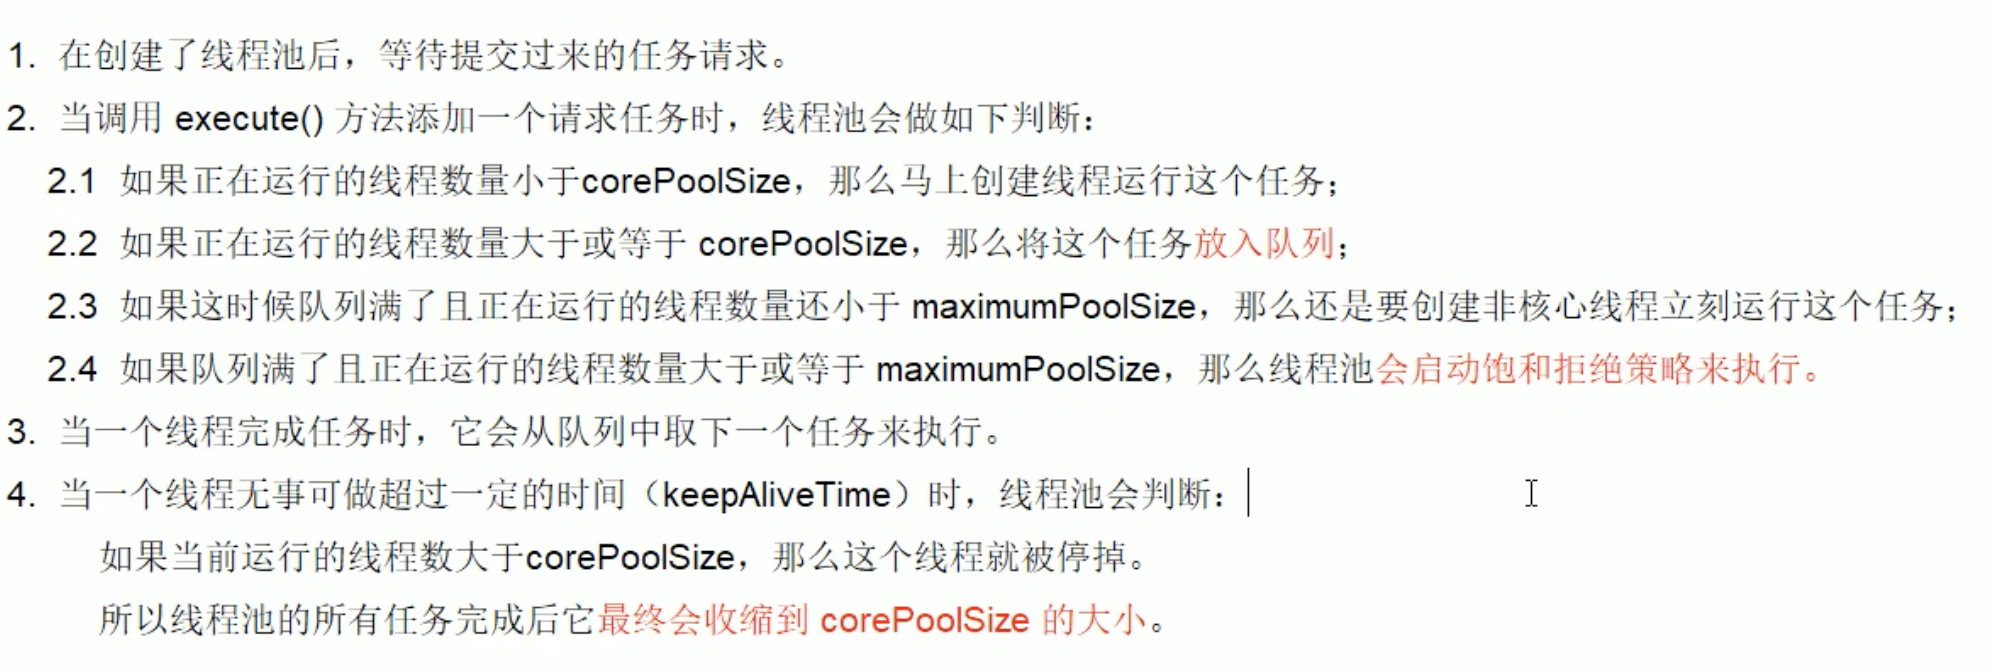 1. 在创建了线程池后，等待提交过来的任务请求。
2. 当调用 execute() 方法添加一个请求任务时，线程池会做如下判断：
2.1 如果正在运行的线程数量小于corePoolSize，那么马上创建线程运行这个任务；
2.2 如果正在运行的线程数量大于或等于 corePoolSize，那么将这个任务放入队列；
2.3 如果这时候队列满了且正在运行的线程数量还小于 maximumPoolSize，那么还是要创建非核心线程立刻运行这个任务；
2.4 如果队列满了且正在运行的线程数量大于或等于 maximumPoolSize，那么线程池会启动饱和拒绝策略来执行。
3. 当一个线程完成任务时，它会从队列中取下一个任务来执行。
4. 当一个线程无事可做超过一定的时间（keepAliveTime）时，线程池会判断：
如果当前运行的线程数大于corePoolSize，那么这个线程就被停掉。
所以线程池的所有任务完成后它最终会收缩到 corePoolSize 的大小。